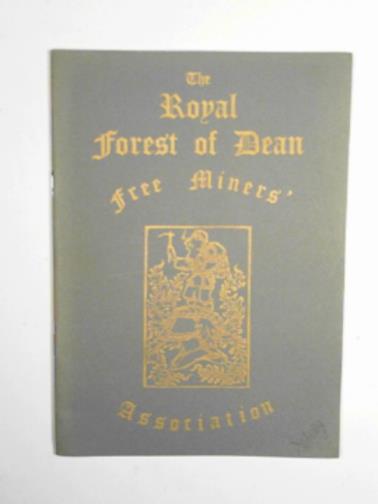 The
Royal
Forest of Dean
Free Miners'
Association